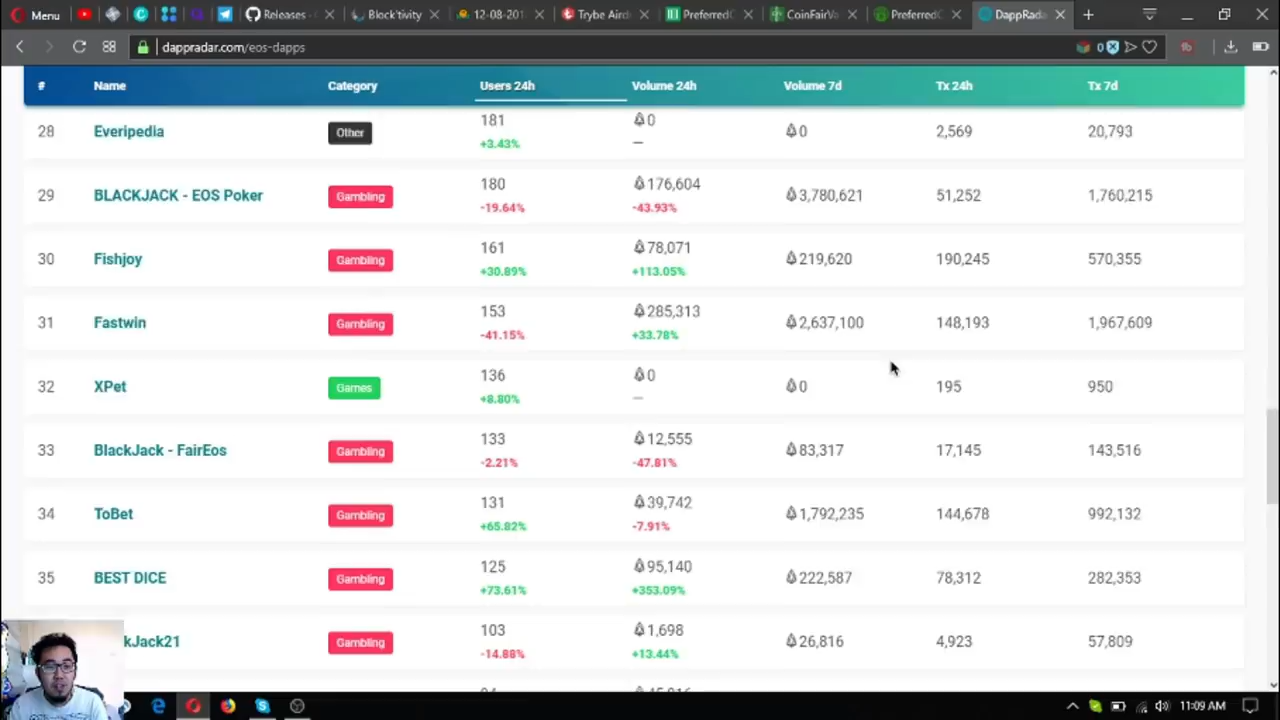 Menu Releases - Block'tivity 12-08-201 Trybe Aird PreferredC CoinFairVa PreferredC DappRada
dappradar.com/eos-dapps 0
# Name Category Users 24h Volume 24h Volume 7d Tx 24h Tx 7d
28 Everipedia Other 181 +3.43% 0 — 0 2,569 20,793
29 BLACKJACK - EOS Poker Gambling 180 -19.64% 176,604 -43.93% 3,780,621 51,252 1,760,215
30 Fishjoy Gambling 161 +30.89% 78,071 +113.05% 219,620 190,245 570,355
31 Fastwin Gambling 153 -41.15% 285,313 +33.78% 2,637,100 148,193 1,967,609
32 XPet Games 136 +8.80% 0 — 0 195 950
33 BlackJack - FairEos Gambling 133 -2.21% 12,555 -47.81% 83,317 17,145 143,516
34 ToBet Gambling 131 +65.82% 39,742 -7.91% 1,792,235 144,678 992,132
35 BEST DICE Gambling 125 +73.61% 95,140 +353.09% 222,587 78,312 282,353
kJack21 Gambling 103 -14.88% 1,698 +13.44% 26,816 4,923 57,809
11:09 AM